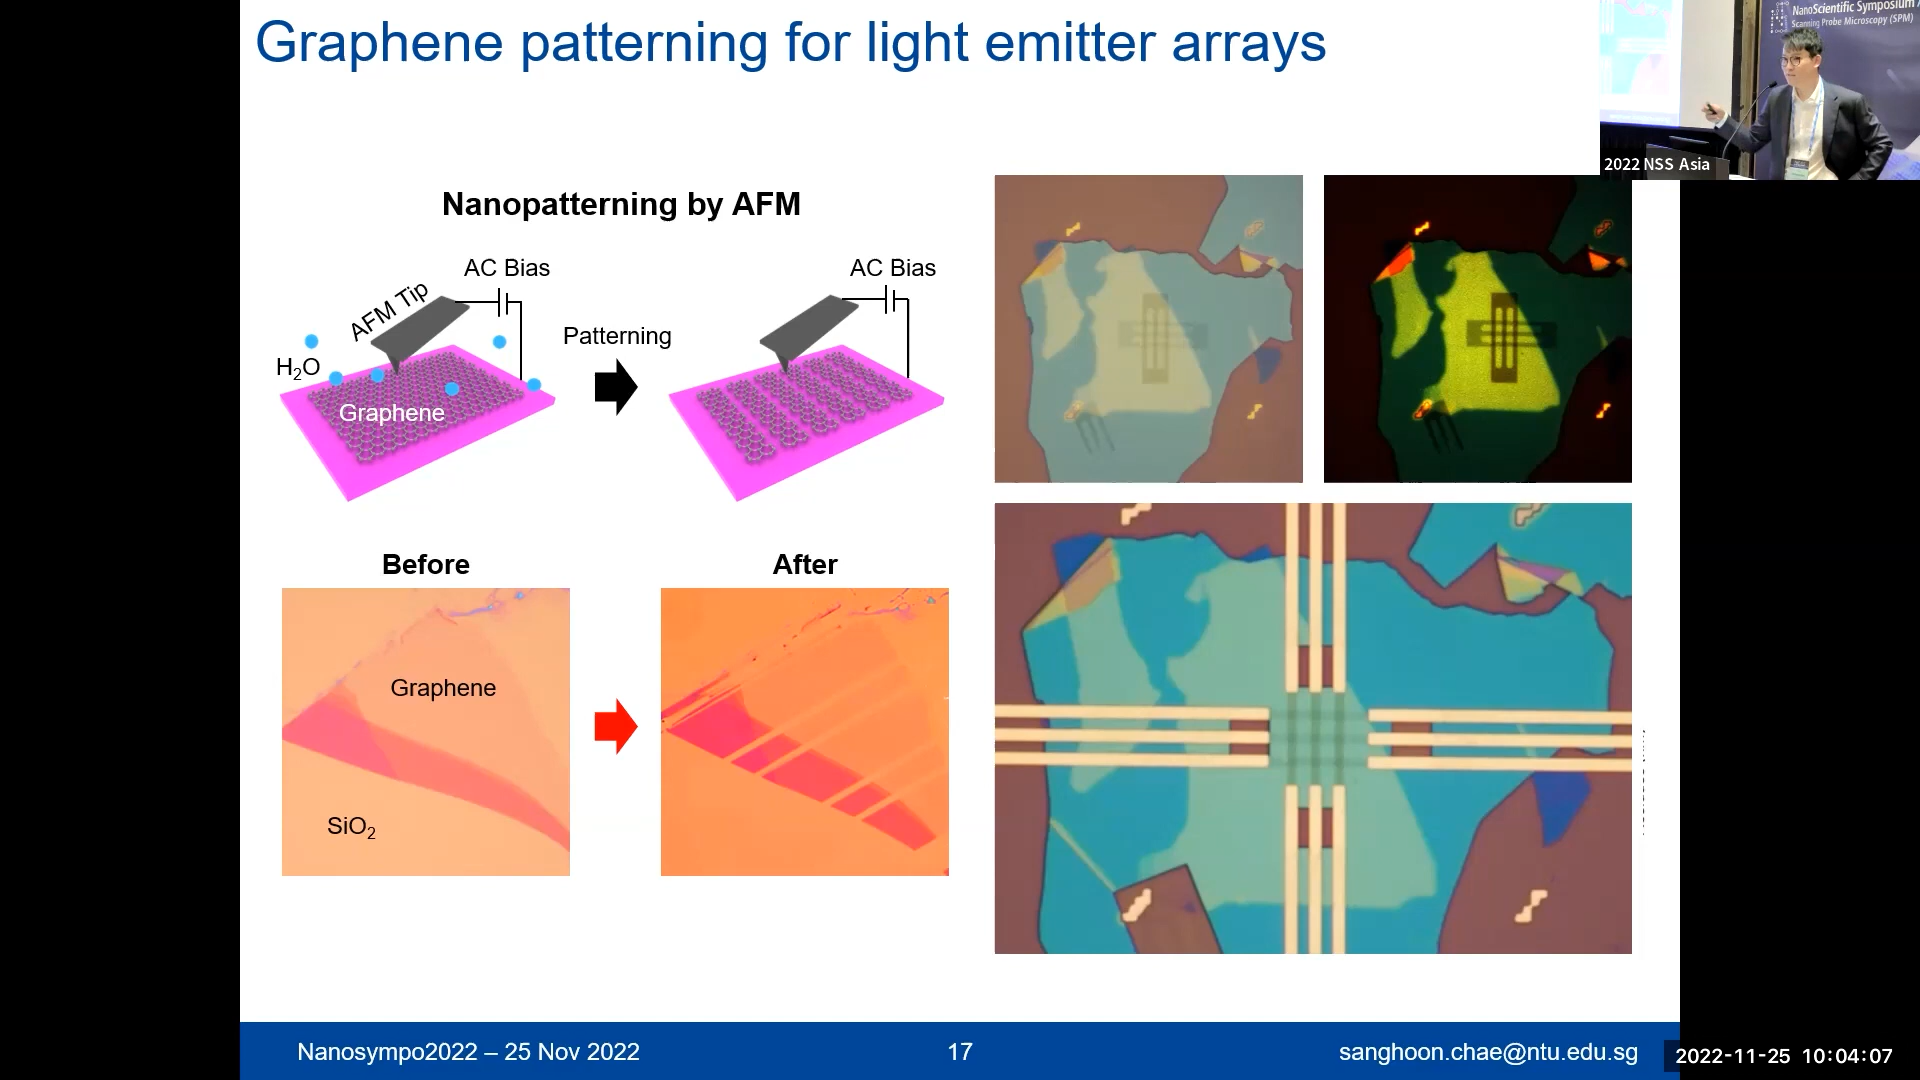 Graphene patterning for light emitter arrays
NanoScientific Symposium
Scanning Probe Microscopy (SPM)
2022 NSS Asia
Nanopatterning by AFM
AC Bias
AFM Tip
H2O
Graphene
Patterning
AC Bias
Before
After
Graphene
SiO2
Nanosympo2022 – 25 Nov 2022
17
sanghoon.chae@ntu.edu.sg
2022-11-25 10:04:07